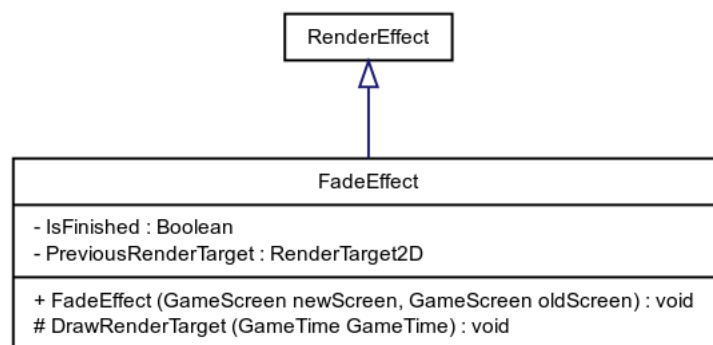 RenderEffect
FadeEffect
- IsFinished : Boolean
- PreviousRenderTarget : RenderTarget2D
+ FadeEffect (GameScreen newScreen, GameScreen oldScreen) : void
# DrawRenderTarget (GameTime GameTime) : void